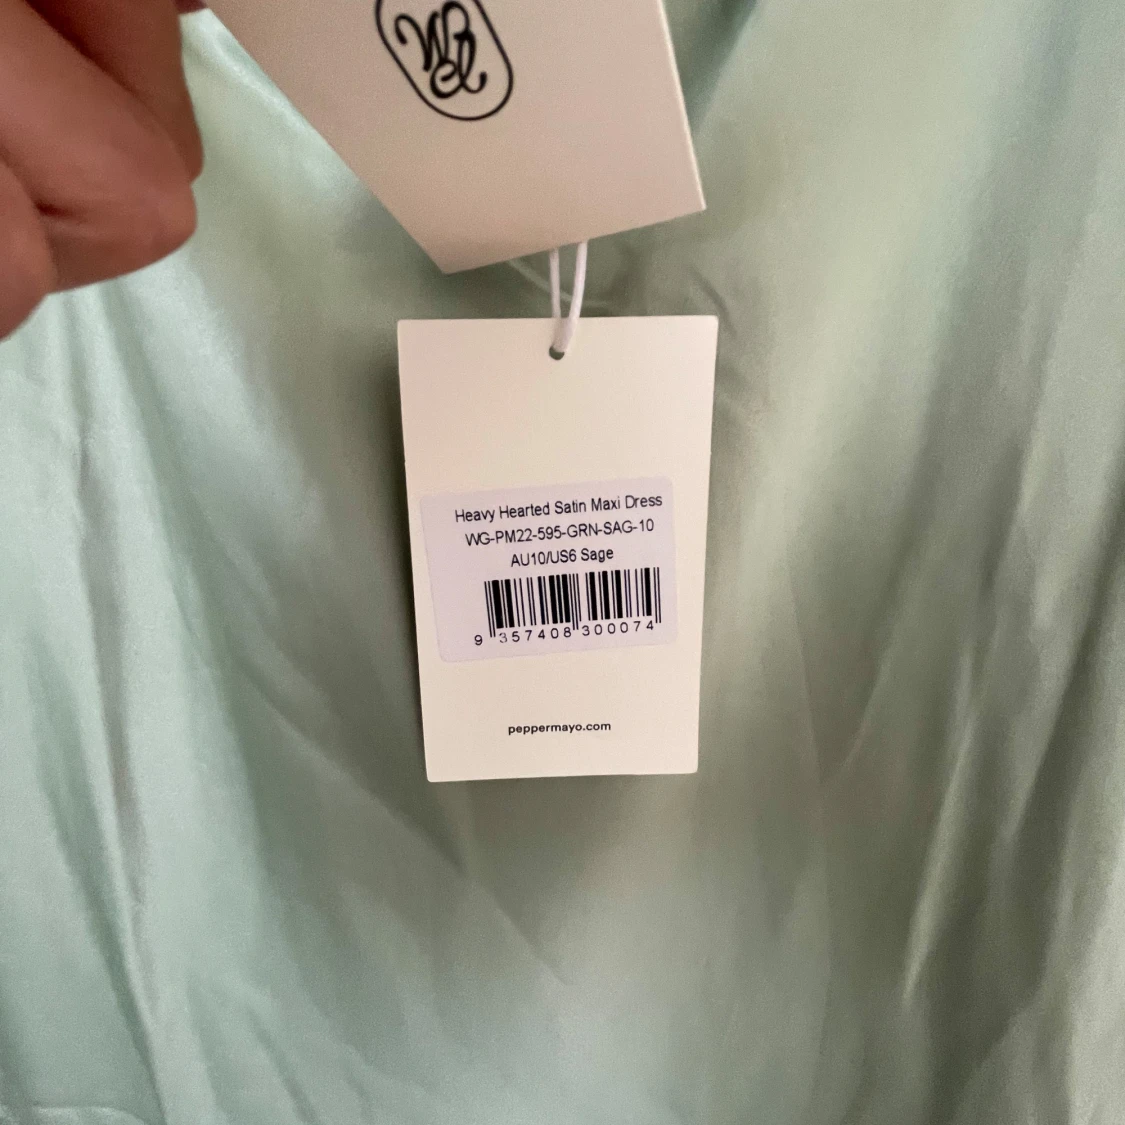 Heavy Hearted Satin Maxi Dress
WG-PM22-595-GRN-SAG-10
AU10/US6 Sage
9 357408 300074
peppermayo.com